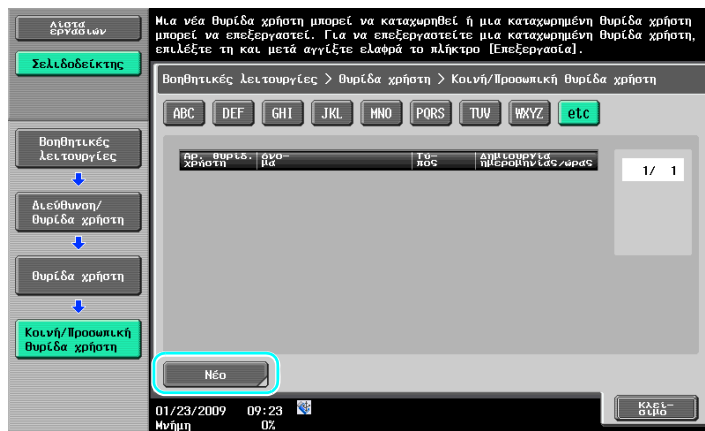 Λίστα
εργασιών
Σελιδοδείκτης
Βοηθητικές
λειτουργίες
Διεύθυνση/
θυρίδα χρήστη
θυρίδα χρήστη
Κοινή/Προσωπική
θυρίδα χρήστη
Μια νέα θυρίδα χρήστη μπορεί να καταχωρηθεί ή μια καταχωρημένη θυρίδα χρήστη
μπορεί να επεξεργαστεί. Για να επεξεργαστείτε μια καταχωρημένη θυρίδα χρήστη,
επιλέξτε τη και μετά αγγίξτε ελαφρά το πλήκτρο [Επεξεργασία].
Βοηθητικές λειτουργίες > θυρίδα χρήστη > Κοινή/Προσωπική θυρίδα χρήστη
ABC DEF GHI JKL MNO PQRS TUV WXYZ etc
Αρ. θυρίδ. χρήστη Όνο-μα Τύ-πος Δημιουργία ημερομηνίας/ώρας
1/ 1
Νέο
01/23/2009 09:23
Μνήμη 0%
Κλεί-
σιμο